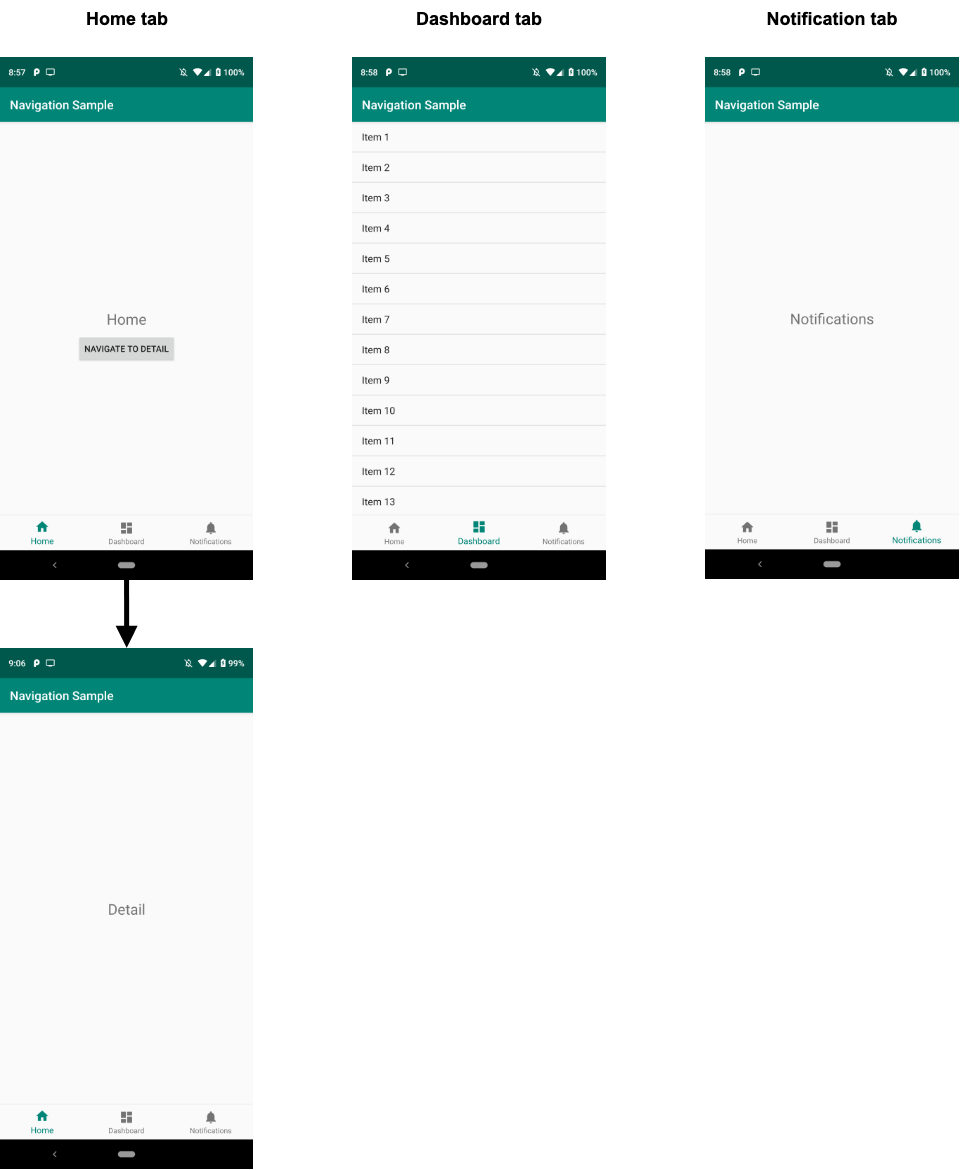 Home tab
Dashboard tab
Notification tab
8:57
100%
Navigation Sample
Home
NAVIGATE TO DETAIL
Home
Dashboard
Notifications
8:58
100%
Navigation Sample
Item 1
Item 2
Item 3
Item 4
Item 5
Item 6
Item 7
Item 8
Item 9
Item 10
Item 11
Item 12
Item 13
Home
Dashboard
Notifications
8:58
100%
Navigation Sample
Notifications
Home
Dashboard
Notifications
9:06
99%
Navigation Sample
Detail
Home
Dashboard
Notifications